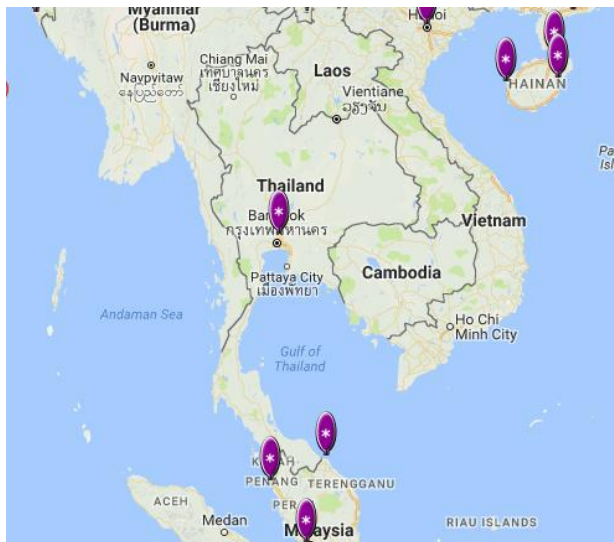 Myanmar
(Burma)
Hanoi
Chiang Mai
เทศบาลนคร
เชียงใหม่
Laos
HAINAN
Naypyitaw
နေပြည်တော်
Vientiane
ວຽງຈັນ
Thailand
Bangkok
Vietnam
Pattaya City
เมืองพัทยา
Cambodia
Andaman Sea
Ho Chi
Minh City
Gulf of
Thailand
PENANG
TERENGGANU
ACEH
Medan
Malaysia
RIAU ISLANDS